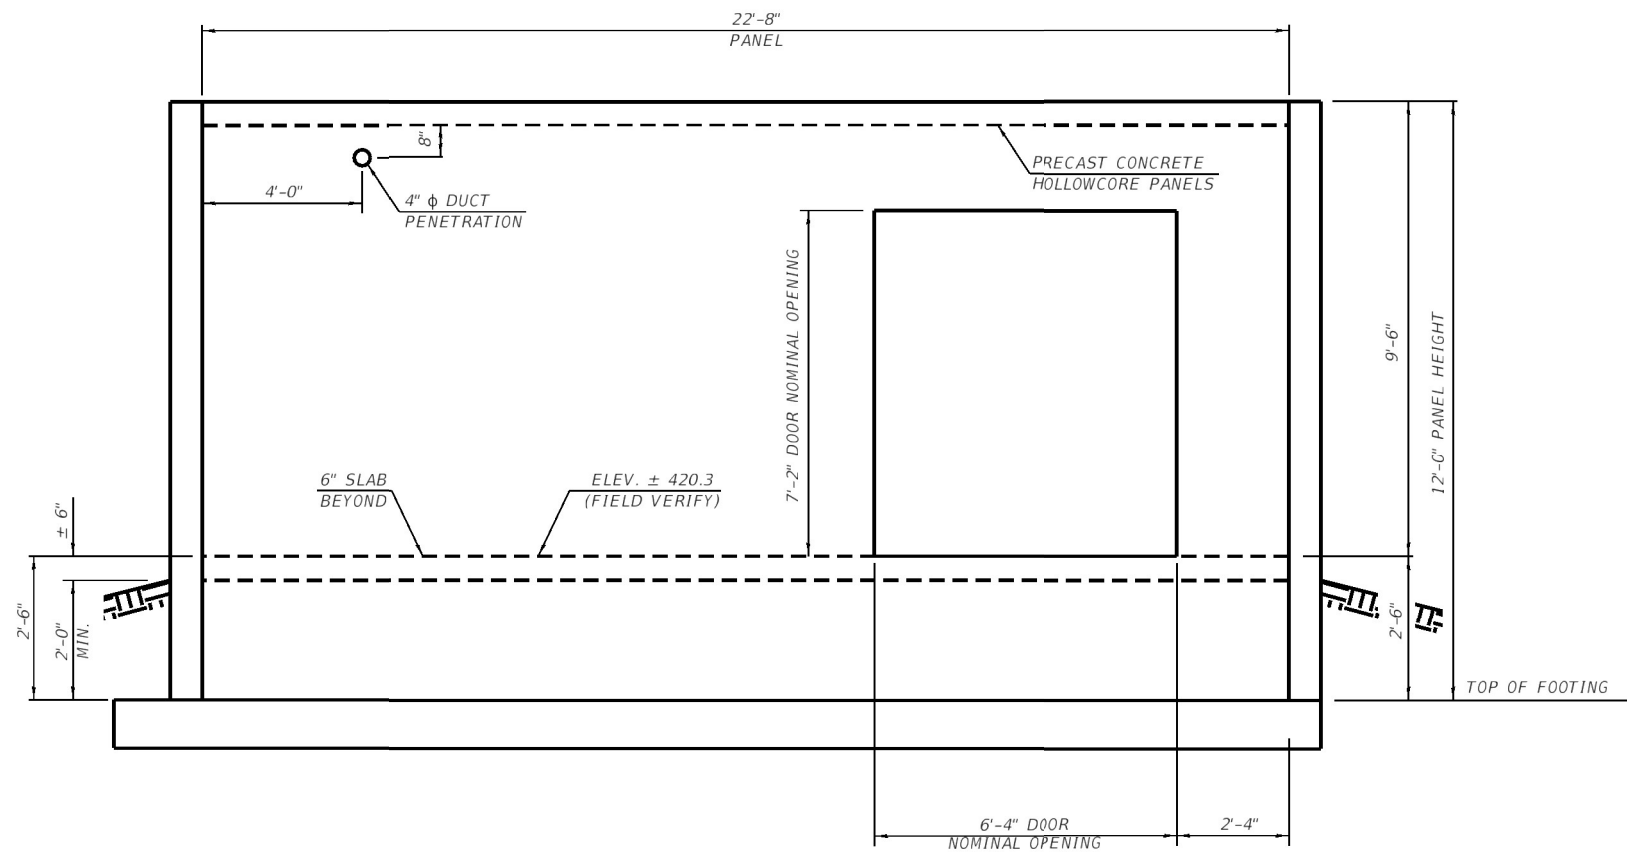 22'-8"
PANEL
8"
PRECAST CONCRETE
HOLLOWCORE PANELS
4'-0"
4" ϕ DUCT
PENETRATION
7'-2" DOOR NOMINAL OPENING
9'-6"
12'-0" PANEL HEIGHT
6" SLAB
BEYOND
ELEV. ± 420.3
(FIELD VERIFY)
± 6"
2'-6"
2'-0"
MIN.
2'-6"
TOP OF FOOTING
6'-4" DOOR
NOMINAL OPENING
2'-4"